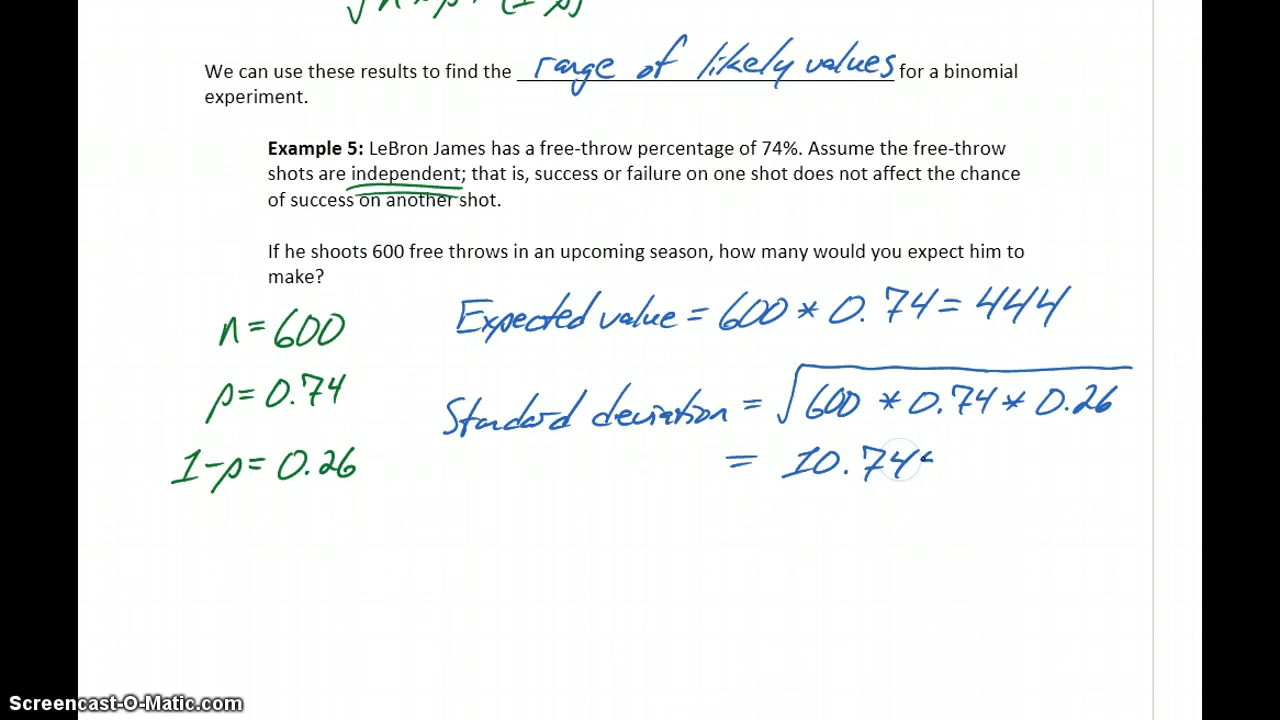 We can use these results to find the range of likely values for a binomial
experiment.
Example 5: LeBron James has a free-throw percentage of 74%. Assume the free-throw
shots are independent; that is, success or failure on one shot does not affect the chance
of success on another shot.
If he shoots 600 free throws in an upcoming season, how many would you expect him to
make?
n = 600
p = 0.74
1-p = 0.26
Expected value = 600 * 0.74 = 444
Standard deviation = √600 * 0.74 * 0.26
= 10.74
Screencast-O-Matic.com